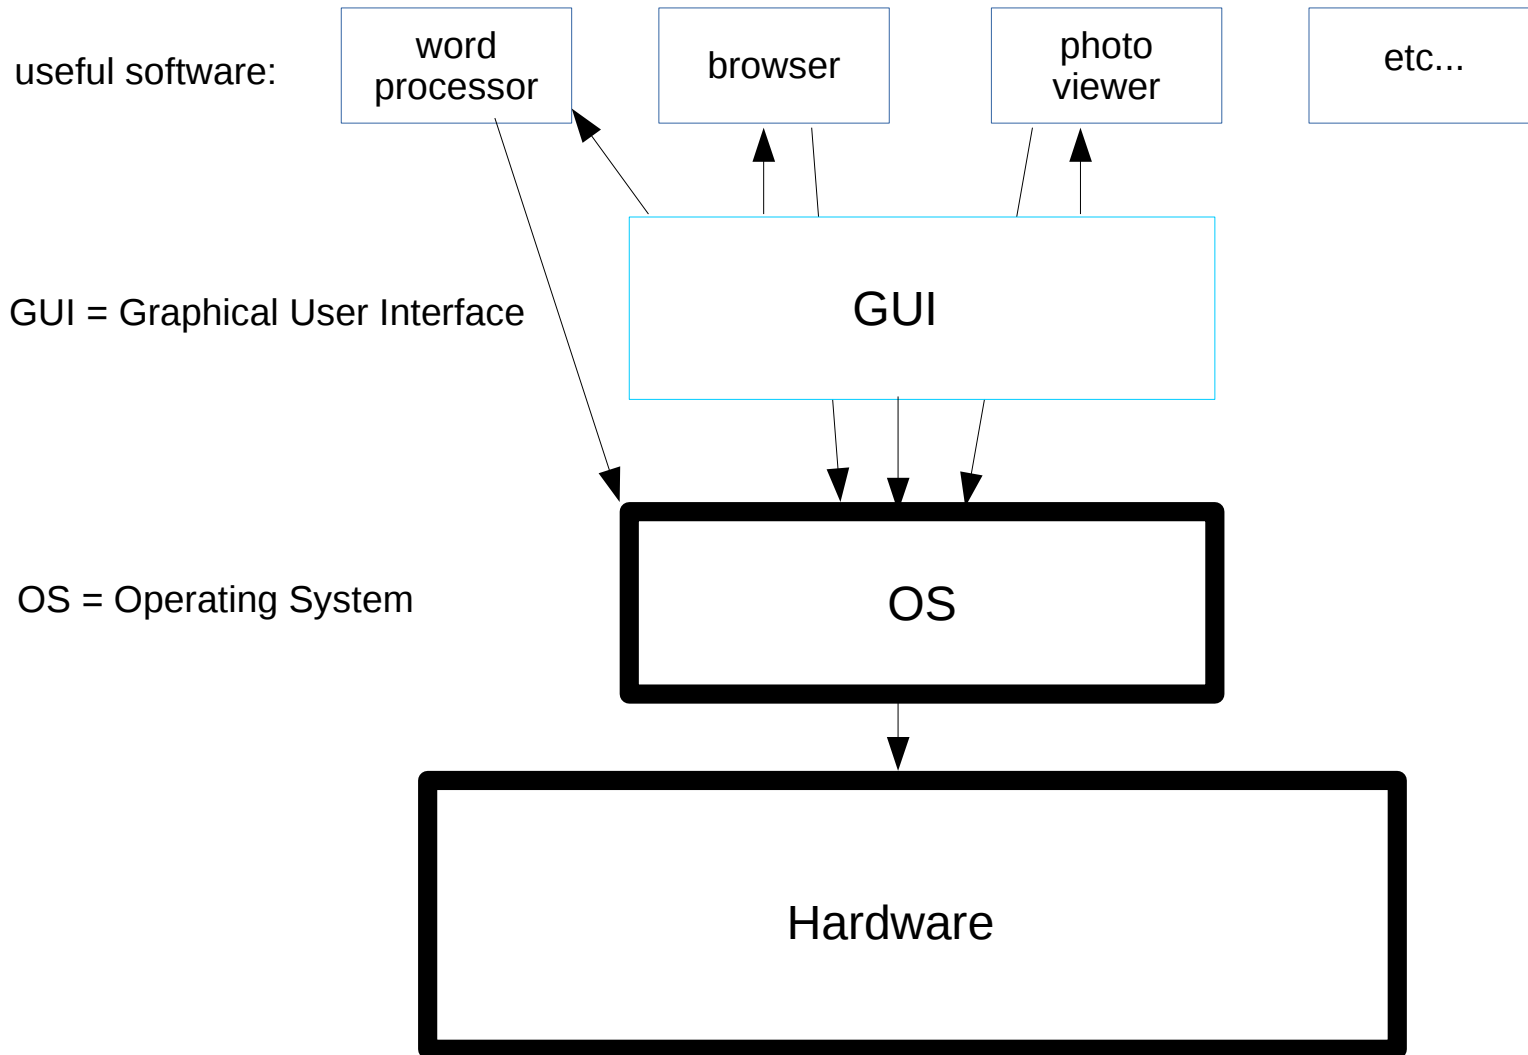 useful software:
word
processor
browser
photo
viewer
etc...
GUI = Graphical User Interface
GUI
OS = Operating System
OS
Hardware